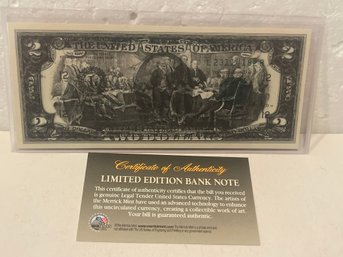 THE UNITED STATES OF AMERICA
2 2
2 2
TWO DOLLARS
Certificate of Authenticity
LIMITED EDITION BANK NOTE
This certificate of authenticity certifies that the bill you received
is genuine Legal Tender United States Currency. The artists of
the Merrick Mint have used an advanced technology to enhance
this uncirculated currency, creating a collectible work of art.
Your bill is guaranteed authentic.